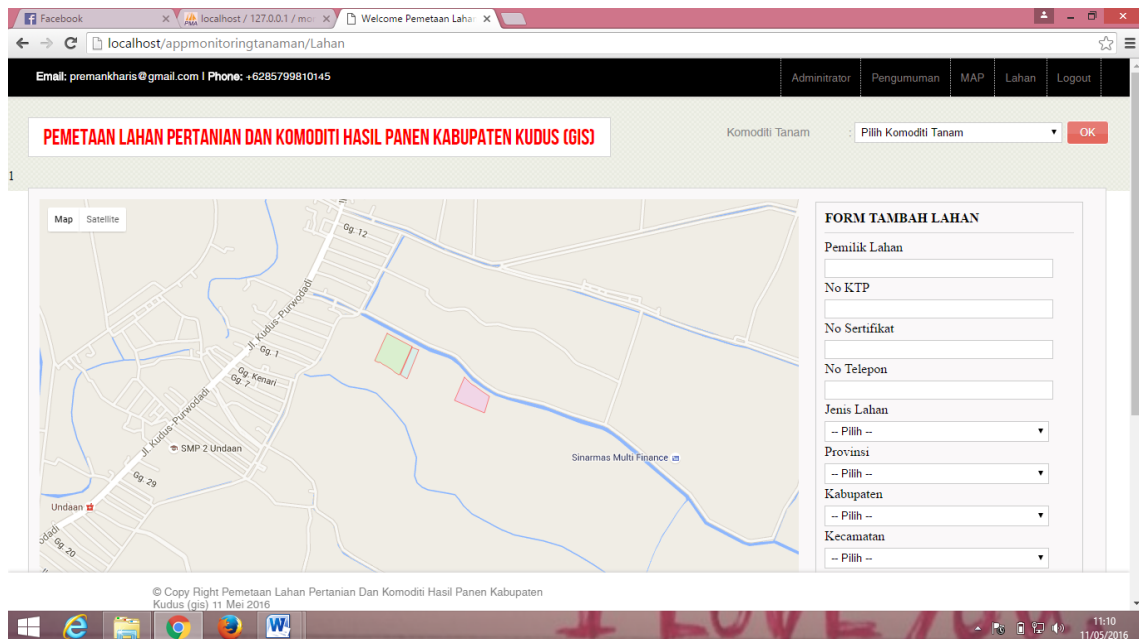 Facebook
localhost / 127.0.0.1 / mo
Welcome Pemetaan Laha
localhost/appmonitoringtanaman/Lahan
Email: premankharis@gmail.com I Phone: +6285799810145
Adminitrator Pengumuman MAP Lahan Logout
PEMETAAN LAHAN PERTANIAN DAN KOMODITI HASIL PANEN KABUPATEN KUDUS (GIS)
Komoditi Tanam : Pilih Komoditi Tanam OK
1
Map Satellite
Gg. 12
Jl. Kudus-Purwodadi
Gg. 1
Gg. Kenari
Gg. 7
Jl. Kudus-Purwodadi
SMP 2 Undaan
Sinarmas Multi Finance
Gg. 29
Undaan
odadi
Gg. 20
FORM TAMBAH LAHAN
Pemilik Lahan
No KTP
No Sertifikat
No Telepon
Jenis Lahan
-- Pilih --
Provinsi
-- Pilih --
Kabupaten
-- Pilih --
Kecamatan
-- Pilih --
© Copy Right Pemetaan Lahan Pertanian Dan Komoditi Hasil Panen Kabupaten
Kudus (gis) 11 Mei 2016
I LOVE YOU
11:10
11/05/2016